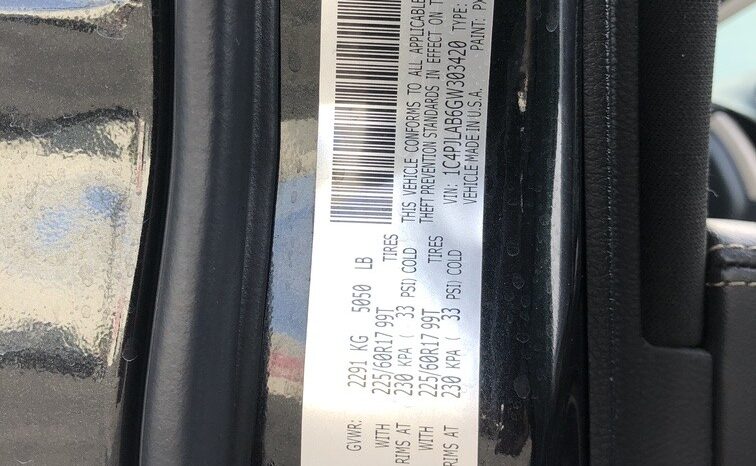 GVWR: 2291 KG 5050 LB
WITH 225/60R17 99T TIRES
RIMS AT 230 KPA ( 33 PSI) COLD
WITH 225/60R17 99T TIRES
RIMS AT 230 KPA ( 33 PSI) COLD
THIS VEHICLE CONFORMS TO ALL APPLICABLE
THEFT PREVENTION STANDARDS IN EFFECT ON
VIN: 1C4PJLAB6GW303420 TYPE:
VEHICLE MADE IN U.S.A. PAINT: